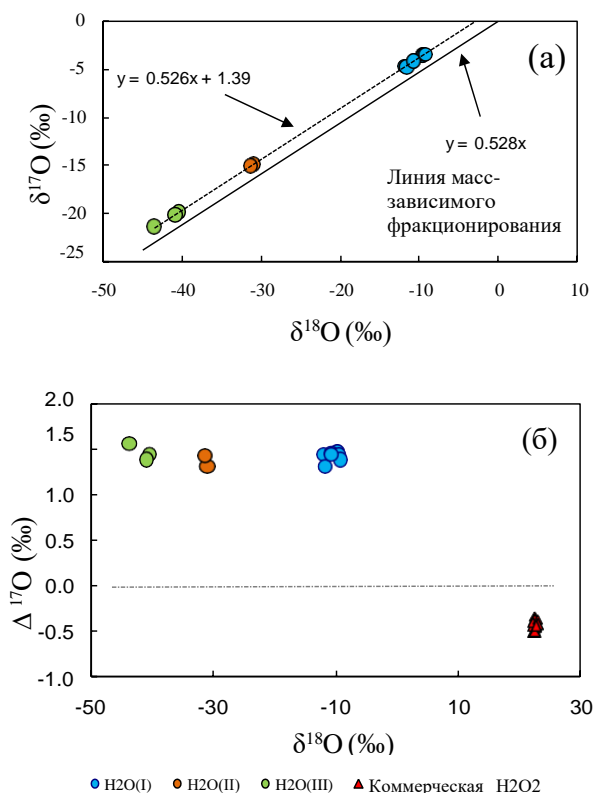 0
-5
-10
-15
-20
-25
-50 -40 -30 -20 -10 0 10
δ¹⁷O (‰)
δ¹⁸O (‰)
(а)
y = 0.526x + 1.39
y = 0.528x
Линия масс-
зависимого
фракционирования
2.0
1.5
1.0
0.5
0.0
-0.5
-1.0
-50 -30 -10 10 30
Δ ¹⁷O (‰)
δ¹⁸O (‰)
(б)
H2O(I) H2O(II) H2O(III) Коммерческая H2O2